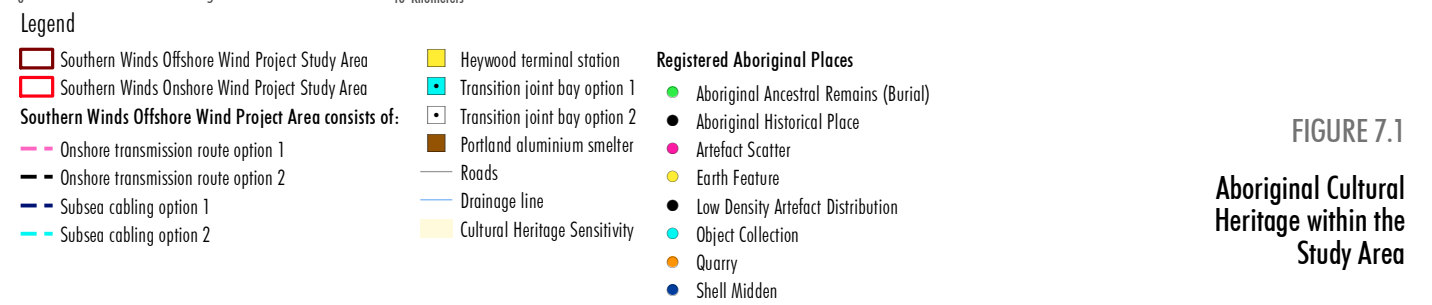 Legend
Southern Winds Offshore Wind Project Study Area
Southern Winds Onshore Wind Project Study Area
Southern Winds Offshore Wind Project Area consists of:
Onshore transmission route option 1
Onshore transmission route option 2
Subsea cabling option 1
Subsea cabling option 2
Heywood terminal station
Transition joint bay option 1
Transition joint bay option 2
Portland aluminium smelter
Roads
Drainage line
Cultural Heritage Sensitivity
Registered Aboriginal Places
Aboriginal Ancestral Remains (Burial)
Aboriginal Historical Place
Artefact Scatter
Earth Feature
Low Density Artefact Distribution
Object Collection
Quarry
Shell Midden
FIGURE 7.1
Aboriginal Cultural
Heritage within the
Study Area